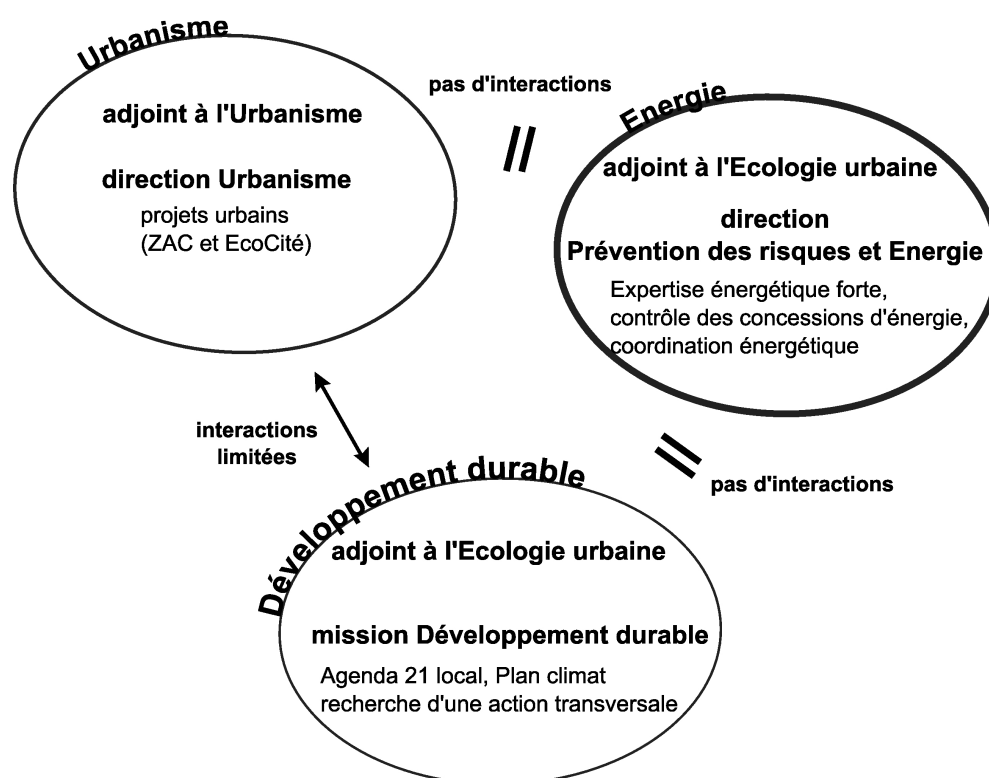 Urbanisme
adjoint à l'Urbanisme
direction Urbanisme
projets urbains
(ZAC et EcoCité)
pas d'interactions
Energie
adjoint à l'Ecologie urbaine
direction
Prévention des risques et Energie
Expertise énergétique forte,
contrôle des concessions d'énergie,
coordination énergétique
interactions
limitées
pas d'interactions
Développement durable
adjoint à l'Ecologie urbaine
mission Développement durable
Agenda 21 local, Plan climat
recherche d'une action transversale